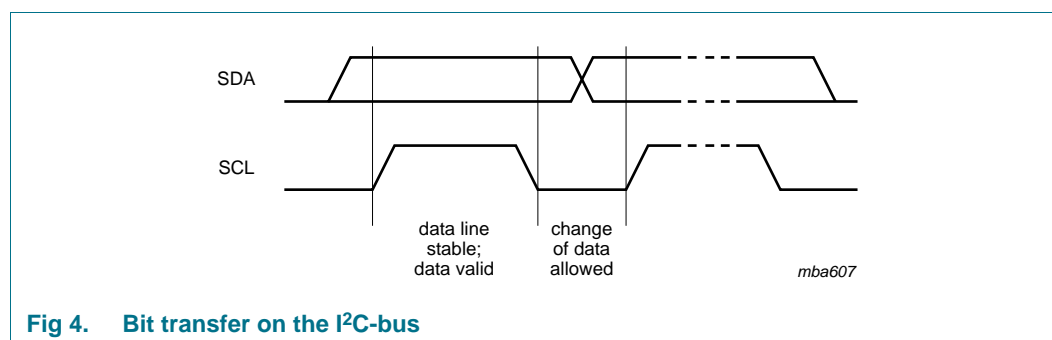 SDA
SCL
data line
stable;
data valid
change
of data
allowed
mba607
Fig 4. Bit transfer on the I²C-bus